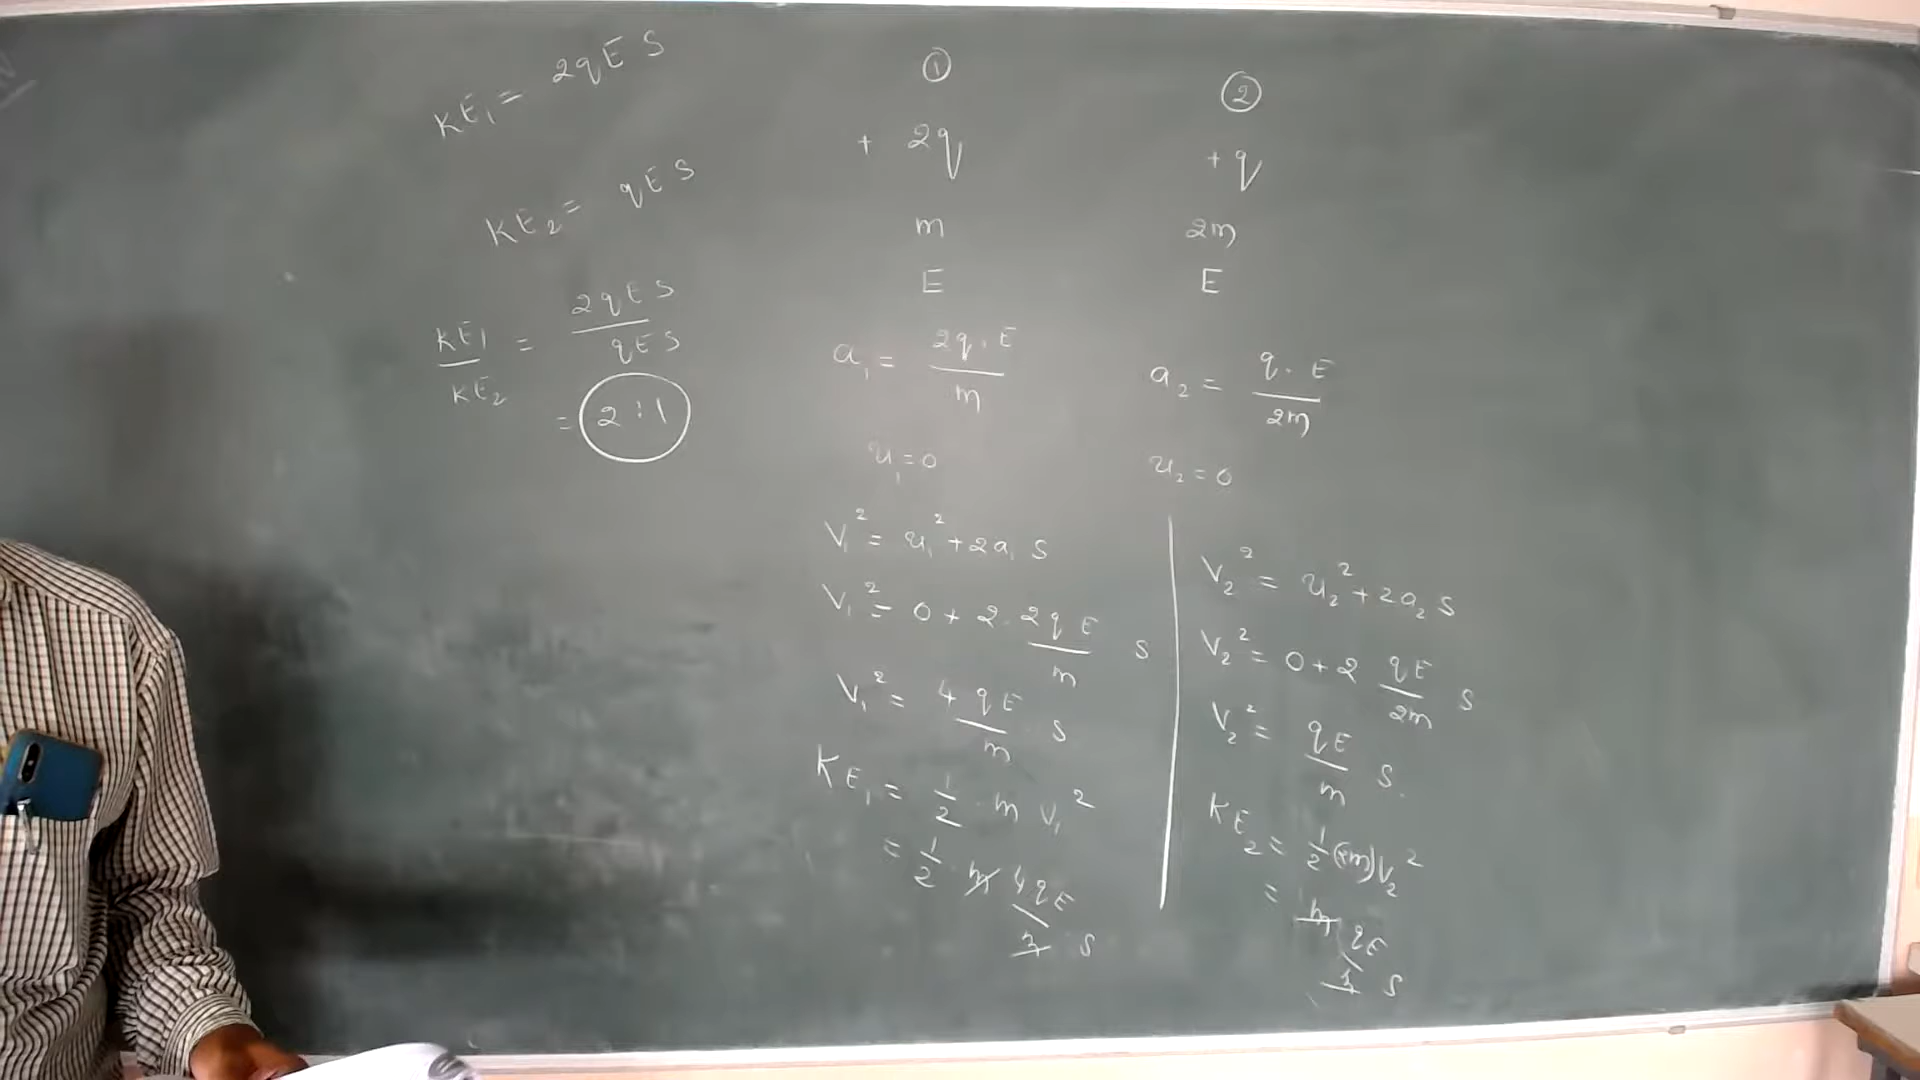 KE₁ = 2qES
KE₂ = qES
KE₁/KE₂ = 2qES/qES
= 2:1
①
+ 2q
m
E
a₁ = 2q·E/m
u₁ = 0
V₁² = u₁² + 2a₁ S
V₁² = 0 + 2 · 2qE/m S
V₁² = 4qE/m S
KE₁ = 1/2 · m V₁²
= 1/2 · m 4qE/m S
②
+ q
2m
E
a₂ = q·E/2m
u₂ = 0
V₂² = u₂² + 2a₂ S
V₂² = 0 + 2 qE/2m S
V₂² = qE/m S.
KE₂ = 1/2 (2m) V₂²
= m qE/m S